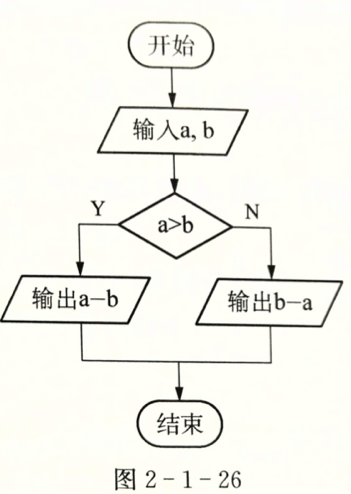 开始
输入a, b
a>b
Y
N
输出a-b
输出b-a
结束
图 2-1-26